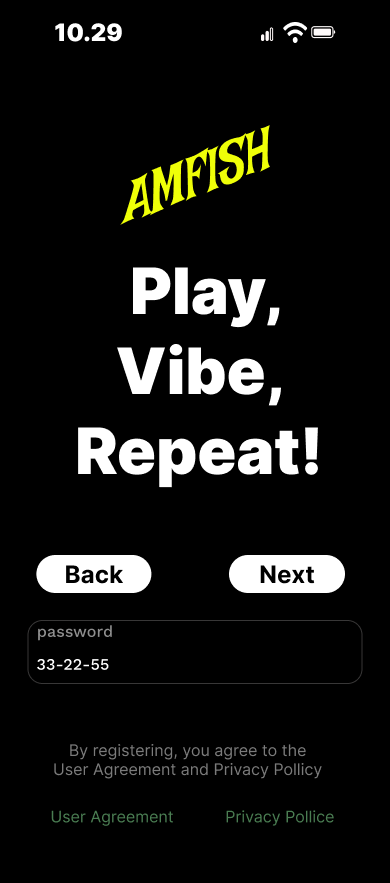 10.29
AMFISH
Play,
Vibe,
Repeat!
Back Next
password
33-22-55
By registering, you agree to the
User Agreement and Privacy Pollicy
User Agreement Privacy Pollice